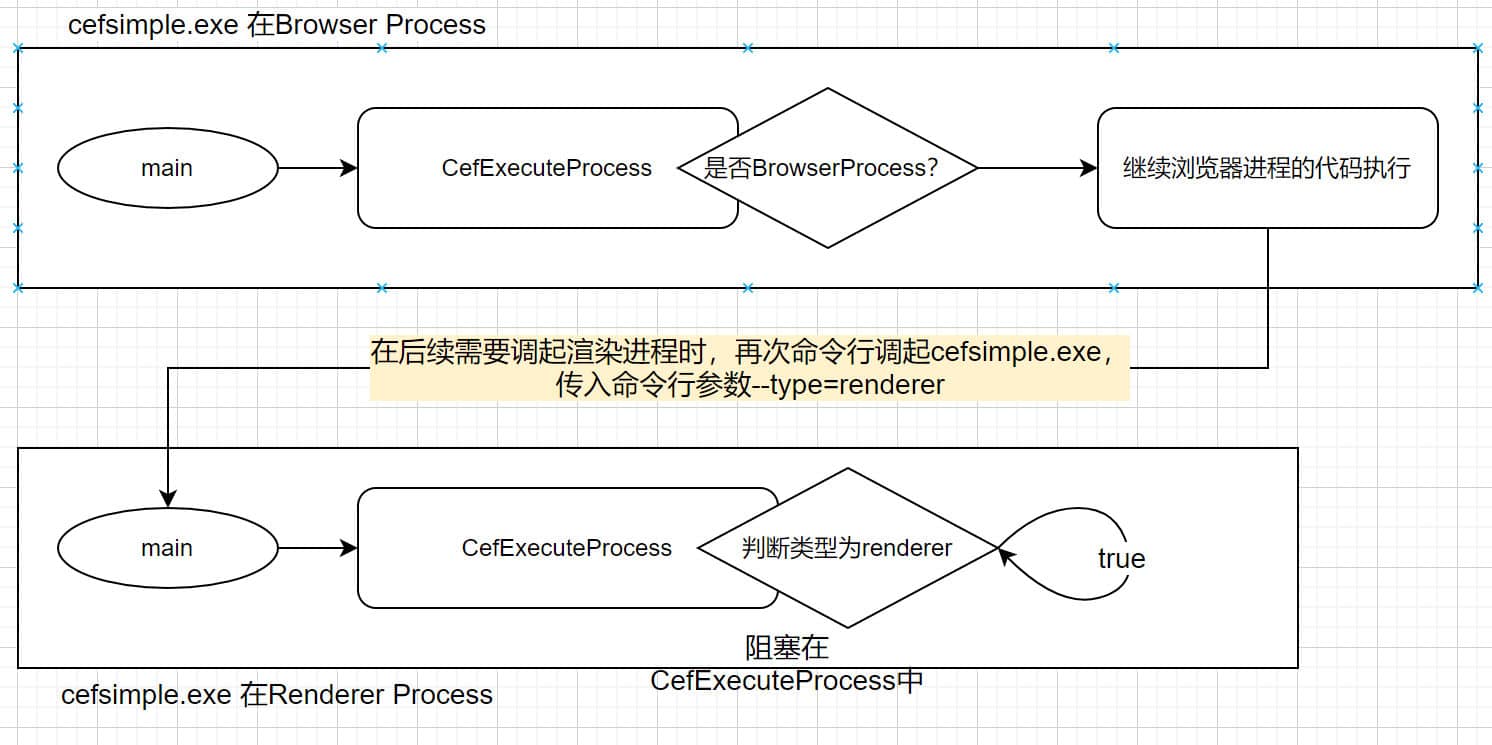 cefsimple.exe 在Browser Process
main
CefExecuteProcess
是否BrowserProcess？
继续浏览器进程的代码执行
在后续需要调起渲染进程时，再次命令行调起cefsimple.exe，
传入命令行参数--type=renderer
main
CefExecuteProcess
判断类型为renderer
true
阻塞在
CefExecuteProcess中
cefsimple.exe 在Renderer Process